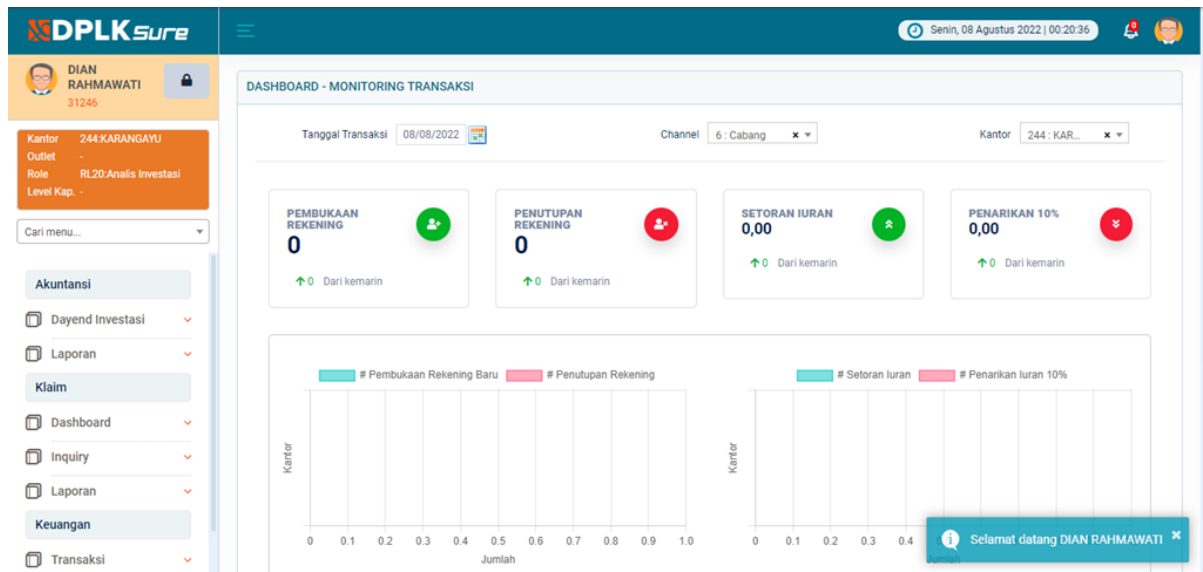 DPLKSure
Senin, 08 Agustus 2022 | 00:20:36
DIAN
RAHMAWATI
31246
Kantor 244:KARANGAYU
Outlet -
Role RL20:Analis Investasi
Level Kap. -
Cari menu...
Akuntansi
Dayend Investasi
Laporan
Klaim
Dashboard
Inquiry
Laporan
Keuangan
Transaksi
DASHBOARD - MONITORING TRANSAKSI
Tanggal Transaksi 08/08/2022 Channel 6 : Cabang × Kantor 244 : KAR... ×
PEMBUKAAN
REKENING
0
0 Dari kemarin
PENUTUPAN
REKENING
0
0 Dari kemarin
SETORAN IURAN
0,00
0 Dari kemarin
PENARIKAN 10%
0,00
0 Dari kemarin
# Pembukaan Rekening Baru # Penutupan Rekening
Kantor
0 0.1 0.2 0.3 0.4 0.5 0.6 0.7 0.8 0.9 1.0
Jumlah
# Setoran Iuran # Penarikan Iuran 10%
Kantor
0 0.1 0.2 0.3 0.4
Jumlah
Selamat datang DIAN RAHMAWATI ×